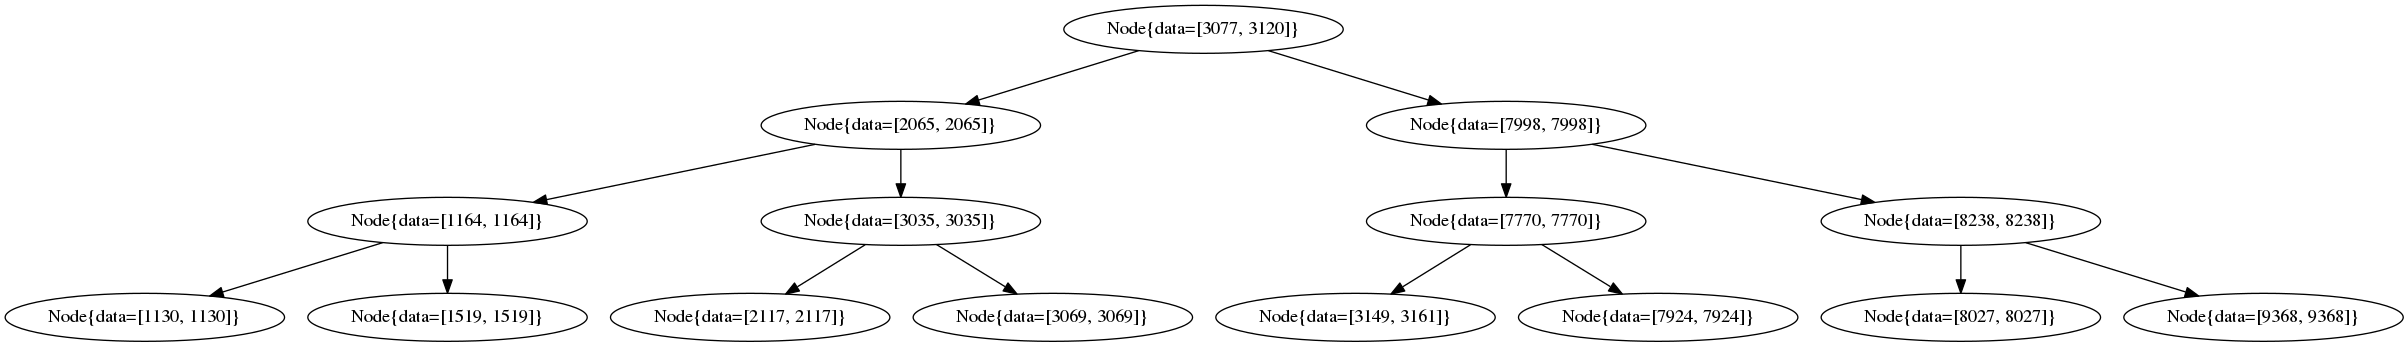 Node{data=[3077, 3120]}
Node{data=[2065, 2065]}
Node{data=[7998, 7998]}
Node{data=[1164, 1164]}
Node{data=[3035, 3035]}
Node{data=[7770, 7770]}
Node{data=[8238, 8238]}
Node{data=[1130, 1130]}
Node{data=[1519, 1519]}
Node{data=[2117, 2117]}
Node{data=[3069, 3069]}
Node{data=[3149, 3161]}
Node{data=[7924, 7924]}
Node{data=[8027, 8027]}
Node{data=[9368, 9368]}